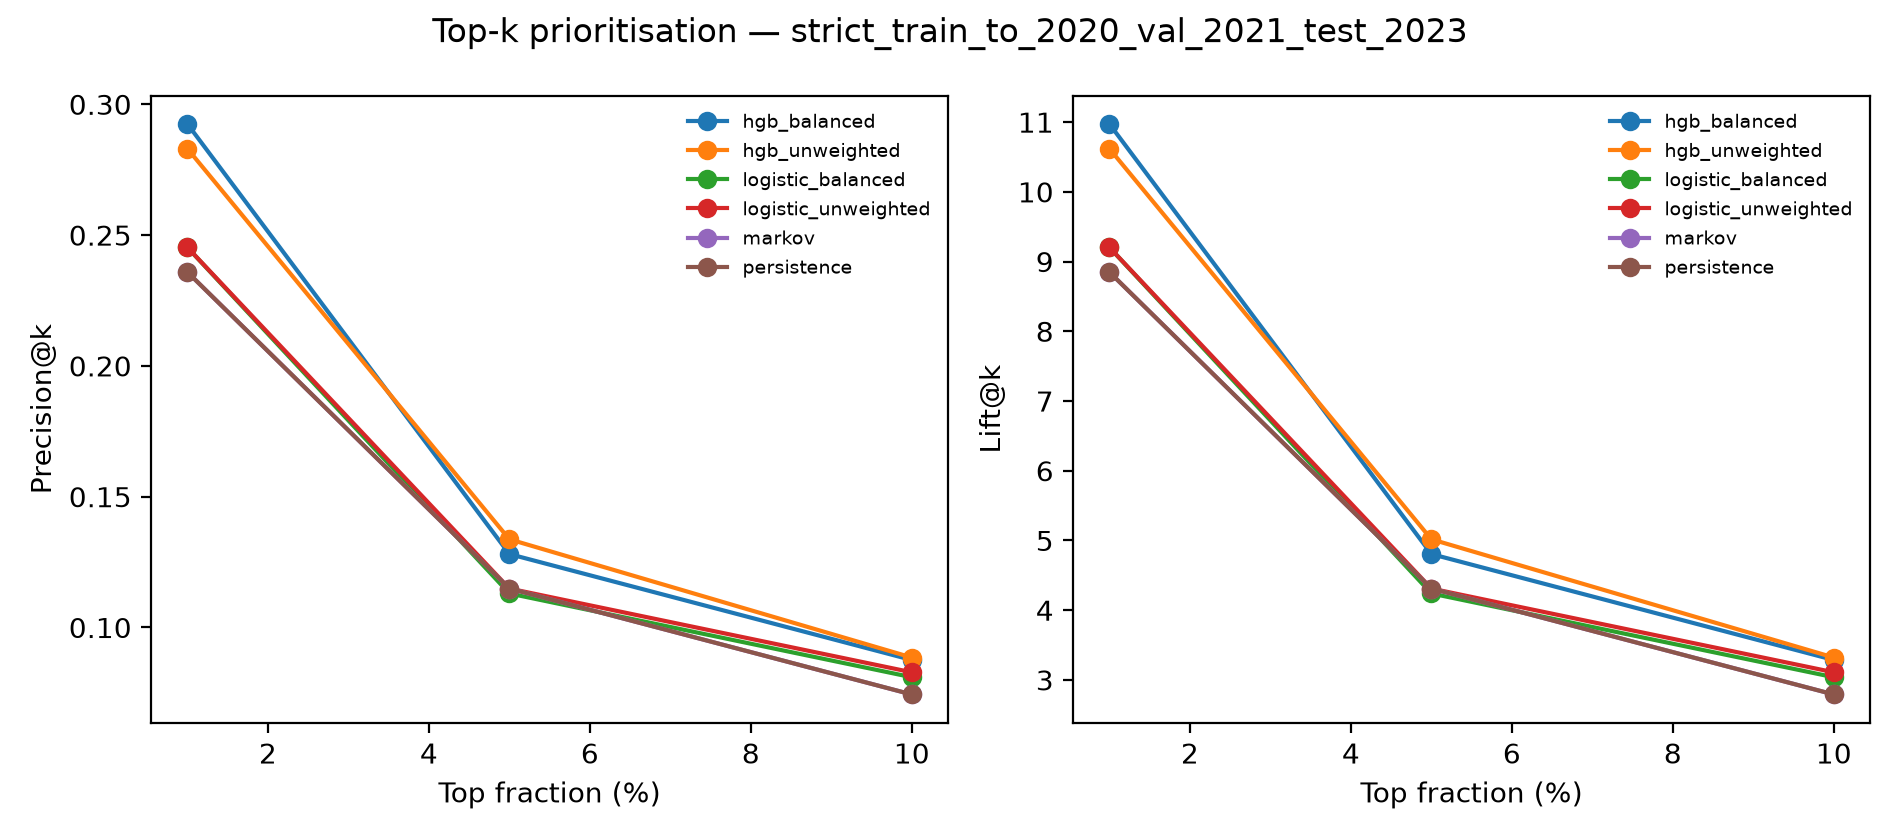 Top-k prioritisation — strict_train_to_2020_val_2021_test_2023
Precision@k
0.30
0.25
0.20
0.15
0.10
2
4
6
8
10
Top fraction (%)
hgb_balanced
hgb_unweighted
logistic_balanced
logistic_unweighted
markov
persistence
Lift@k
11
10
9
8
7
6
5
4
3
2
4
6
8
10
Top fraction (%)
hgb_balanced
hgb_unweighted
logistic_balanced
logistic_unweighted
markov
persistence